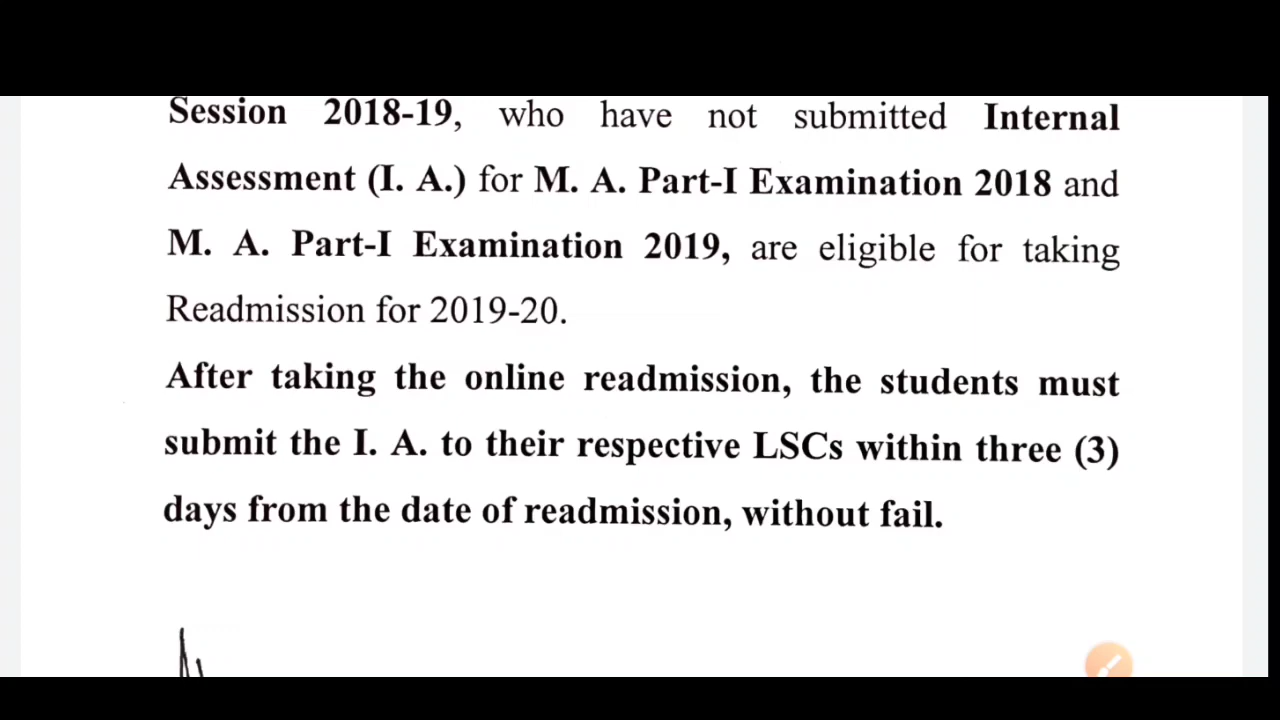 Session 2018-19, who have not submitted Internal
Assessment (I. A.) for M. A. Part-I Examination 2018 and
M. A. Part-I Examination 2019, are eligible for taking
Readmission for 2019-20.
After taking the online readmission, the students must
submit the I. A. to their respective LSCs within three (3)
days from the date of readmission, without fail.